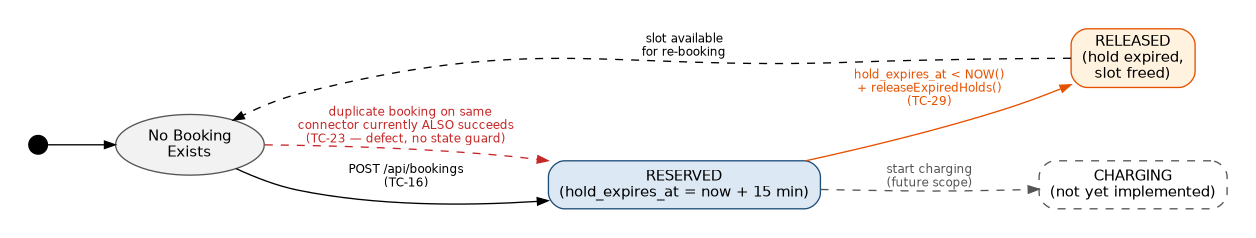 slot available
for re-booking
RELEASED
(hold expired,
slot freed)
hold_expires_at < NOW()
+ releaseExpiredHolds()
(TC-29)
duplicate booking on same
connector currently ALSO succeeds
(TC-23 — defect, no state guard)
No Booking
Exists
POST /api/bookings
(TC-16)
RESERVED
(hold_expires_at = now + 15 min)
start charging
(future scope)
CHARGING
(not yet implemented)